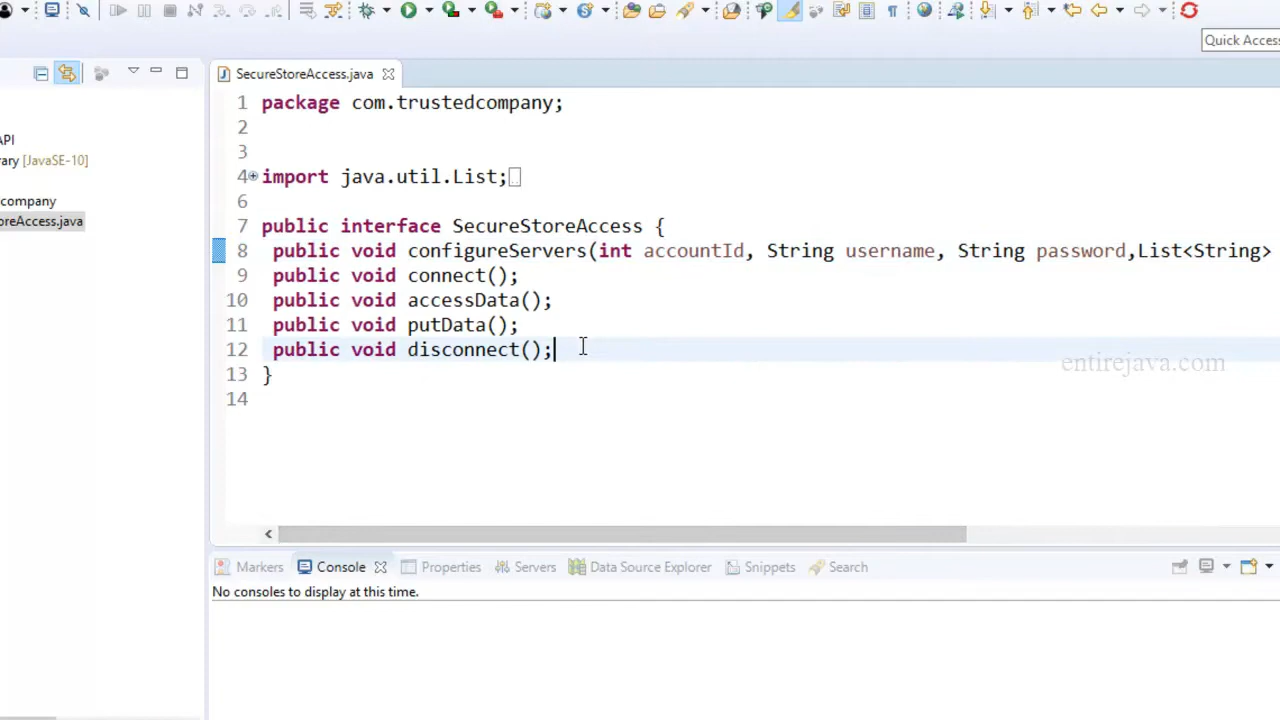 Quick Access
SecureStoreAccess.java
API
rary [JavaSE-10]
company
oreAccess.java
1 package com.trustedcompany;
2
3
4 import java.util.List;
6
7 public interface SecureStoreAccess {
8 public void configureServers(int accountId, String username, String password,List<String>
9 public void connect();
10 public void accessData();
11 public void putData();
12 public void disconnect();
13 }
14
entirejava.com
Markers Console Properties Servers Data Source Explorer Snippets Search
No consoles to display at this time.